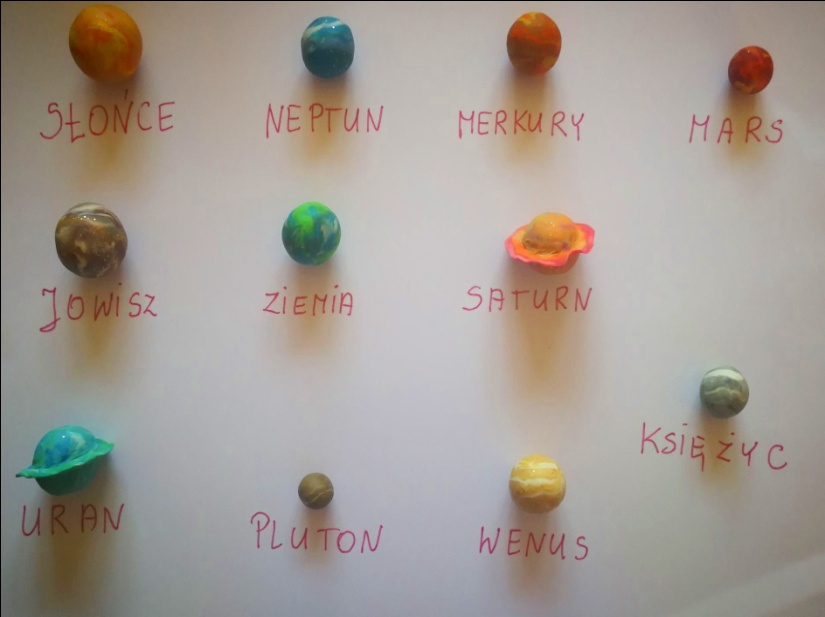 SŁOŃCE
NEPTUN
MERKURY
MARS
JOWISZ
ZIEMIA
SATURN
KSIĘŻYC
URAN
PLUTON
WENUS